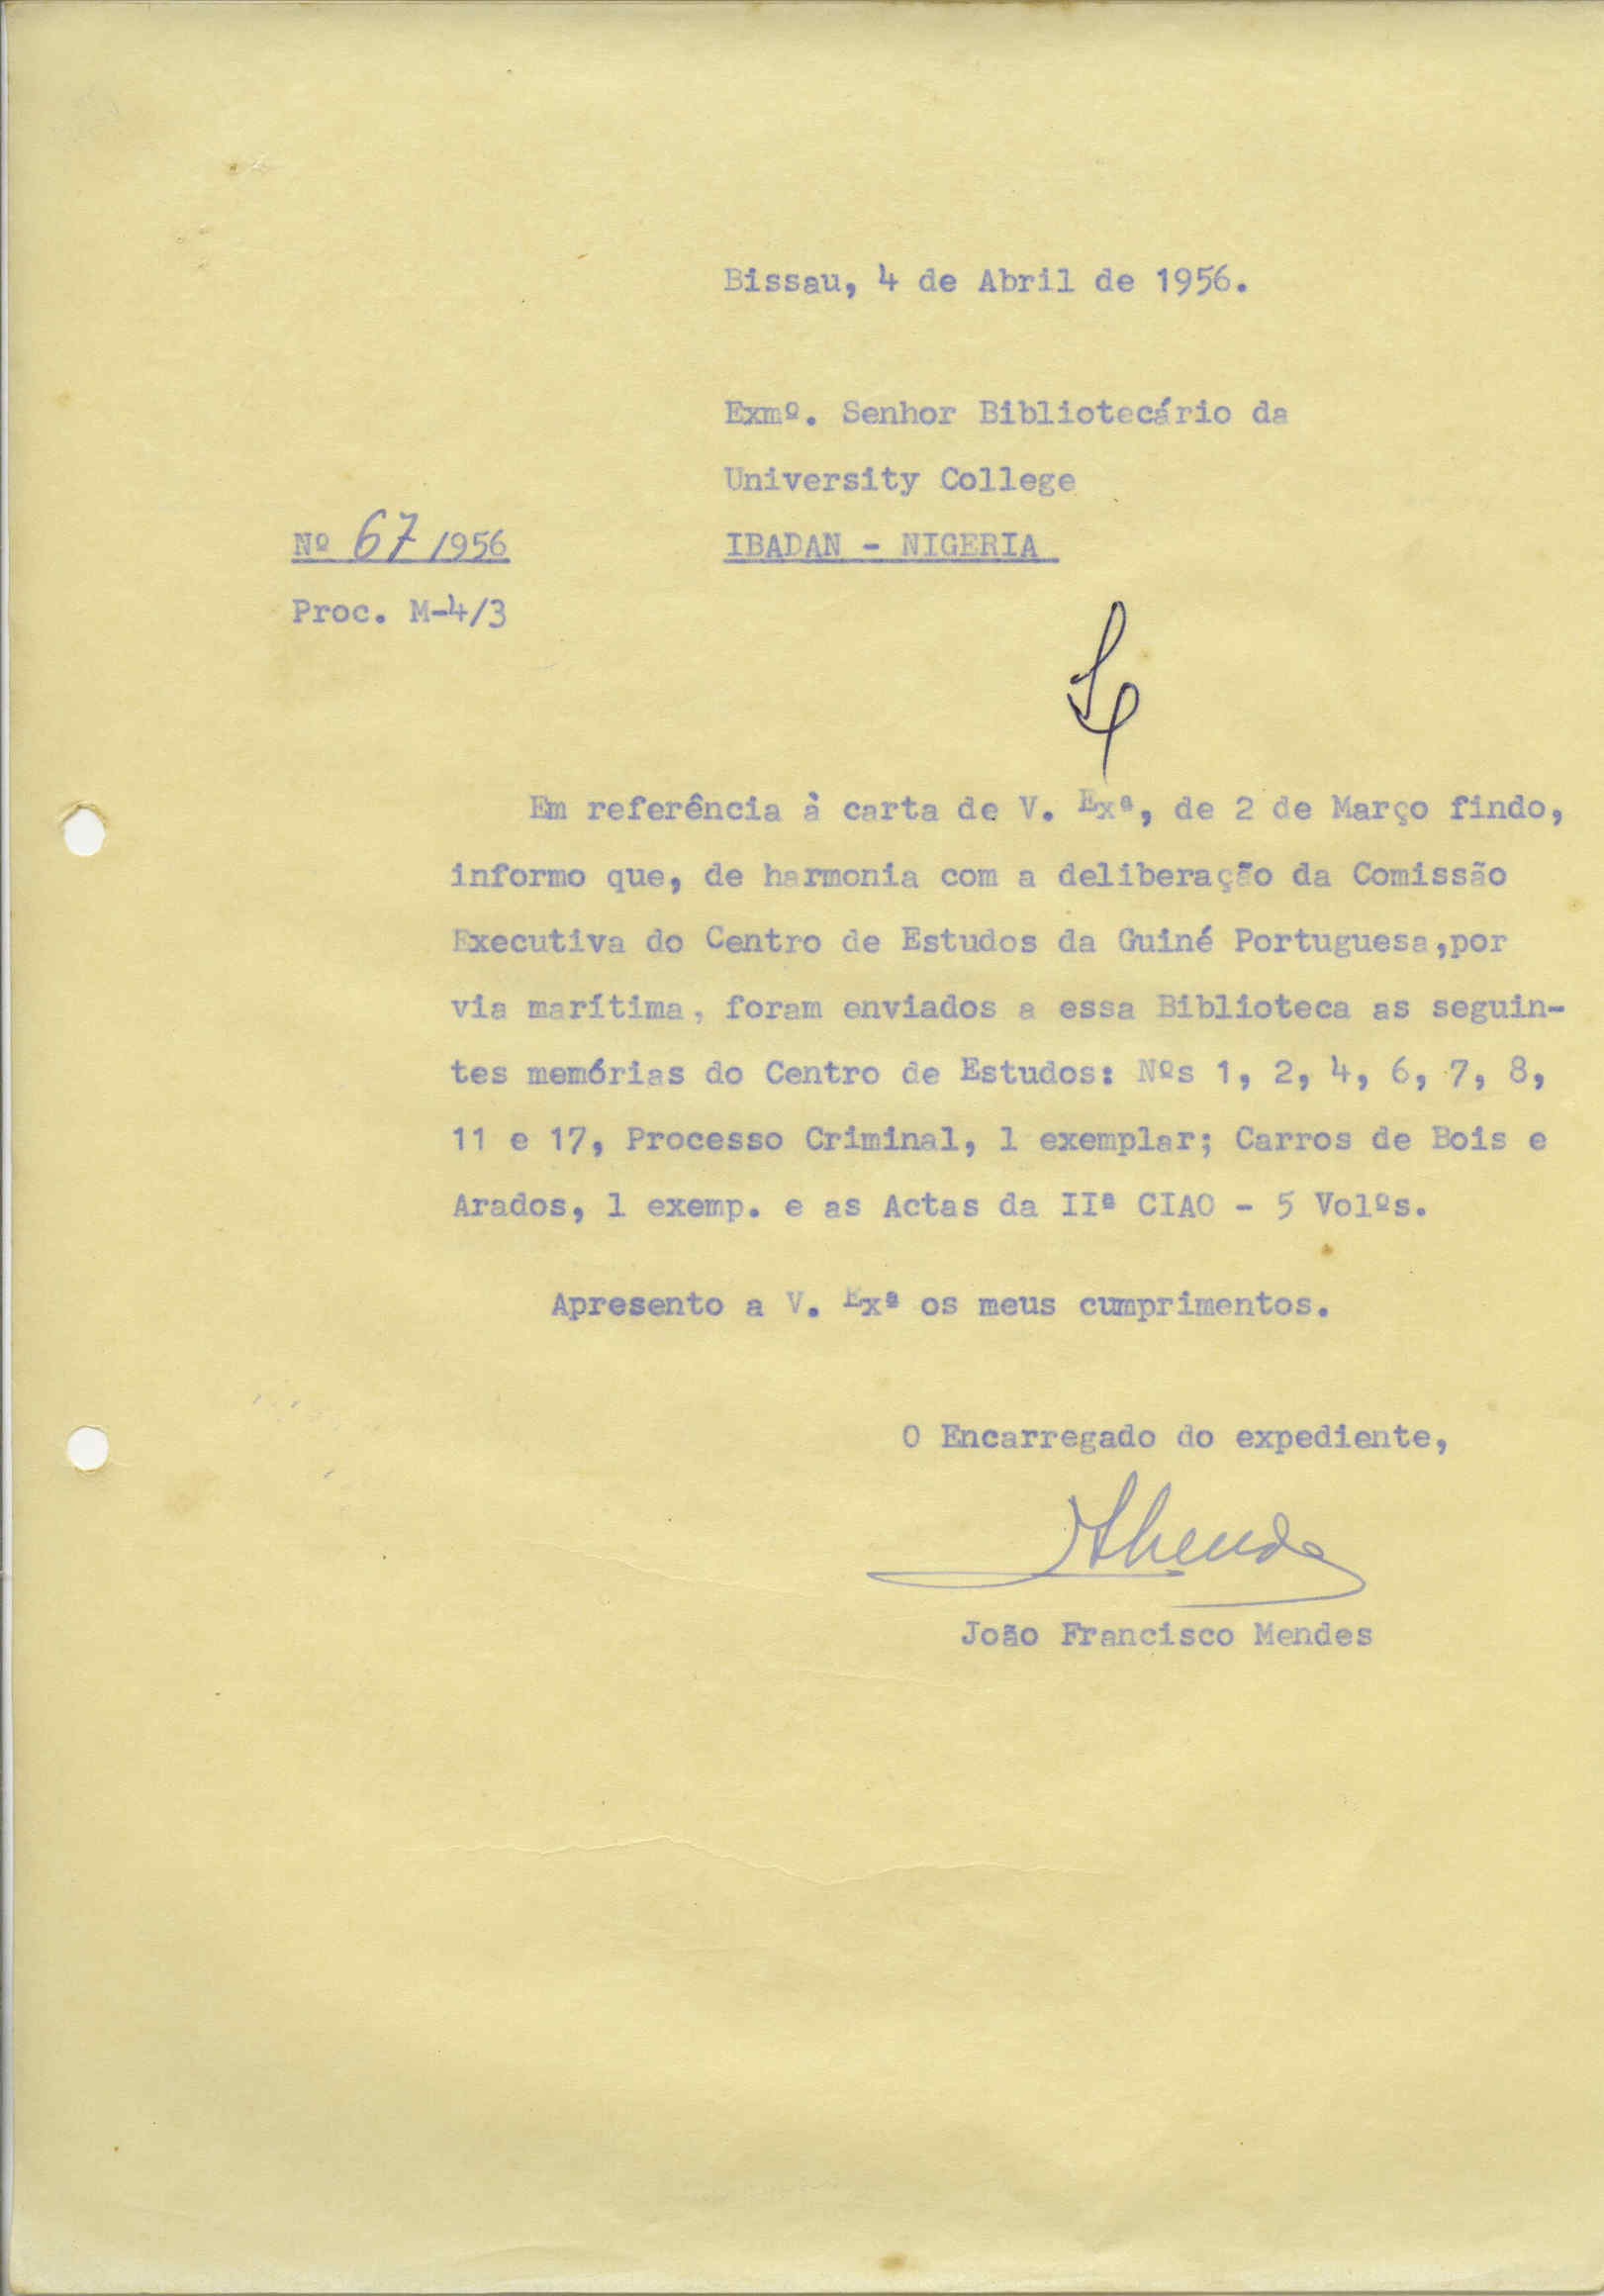 Bissau, 4 de Abril de 1956.
Exmº. Senhor Bibliotecário da
University College
Nº 67/1956
IBADAN - NIGERIA
Proc. M-4/3
Em referência à carta de V. Exª, de 2 de Março findo,
informo que, de harmonia com a deliberação da Comissão
Executiva do Centro de Estudos da Guiné Portuguesa,por
via marítima, foram enviados a essa Biblioteca as seguin-
tes memórias do Centro de Estudos: Nºs 1, 2, 4, 6, 7, 8,
11 e 17, Processo Criminal, 1 exemplar; Carros de Bois e
Arados, 1 exemp. e as Actas da IIª CIAO - 5 Volºs.
Apresento a V. Exª os meus cumprimentos.
O Encarregado do expediente,
João Francisco Mendes